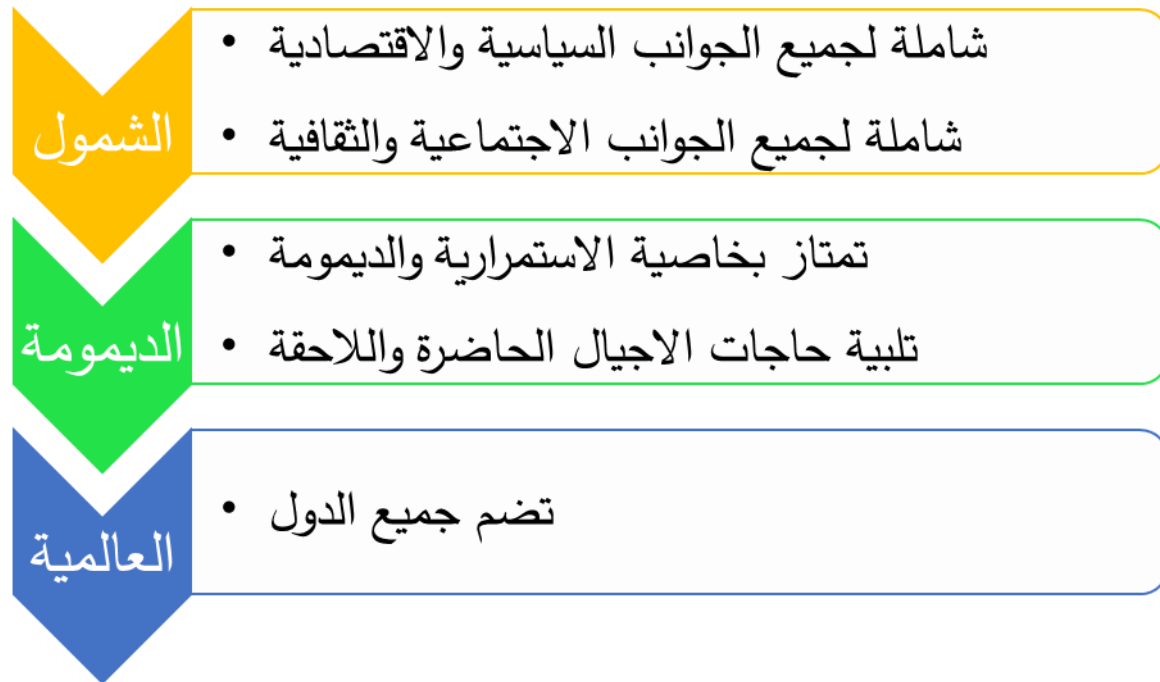 الشمول
• شاملة لجميع الجوانب السياسية والاقتصادية
• شاملة لجميع الجوانب الاجتماعية والثقافية
الديمومة
• تمتاز بخاصية الاستمرارية والديمومة
• تلبية حاجات الاجيال الحاضرة واللاحقة
العالمية
• تضم جميع الدول